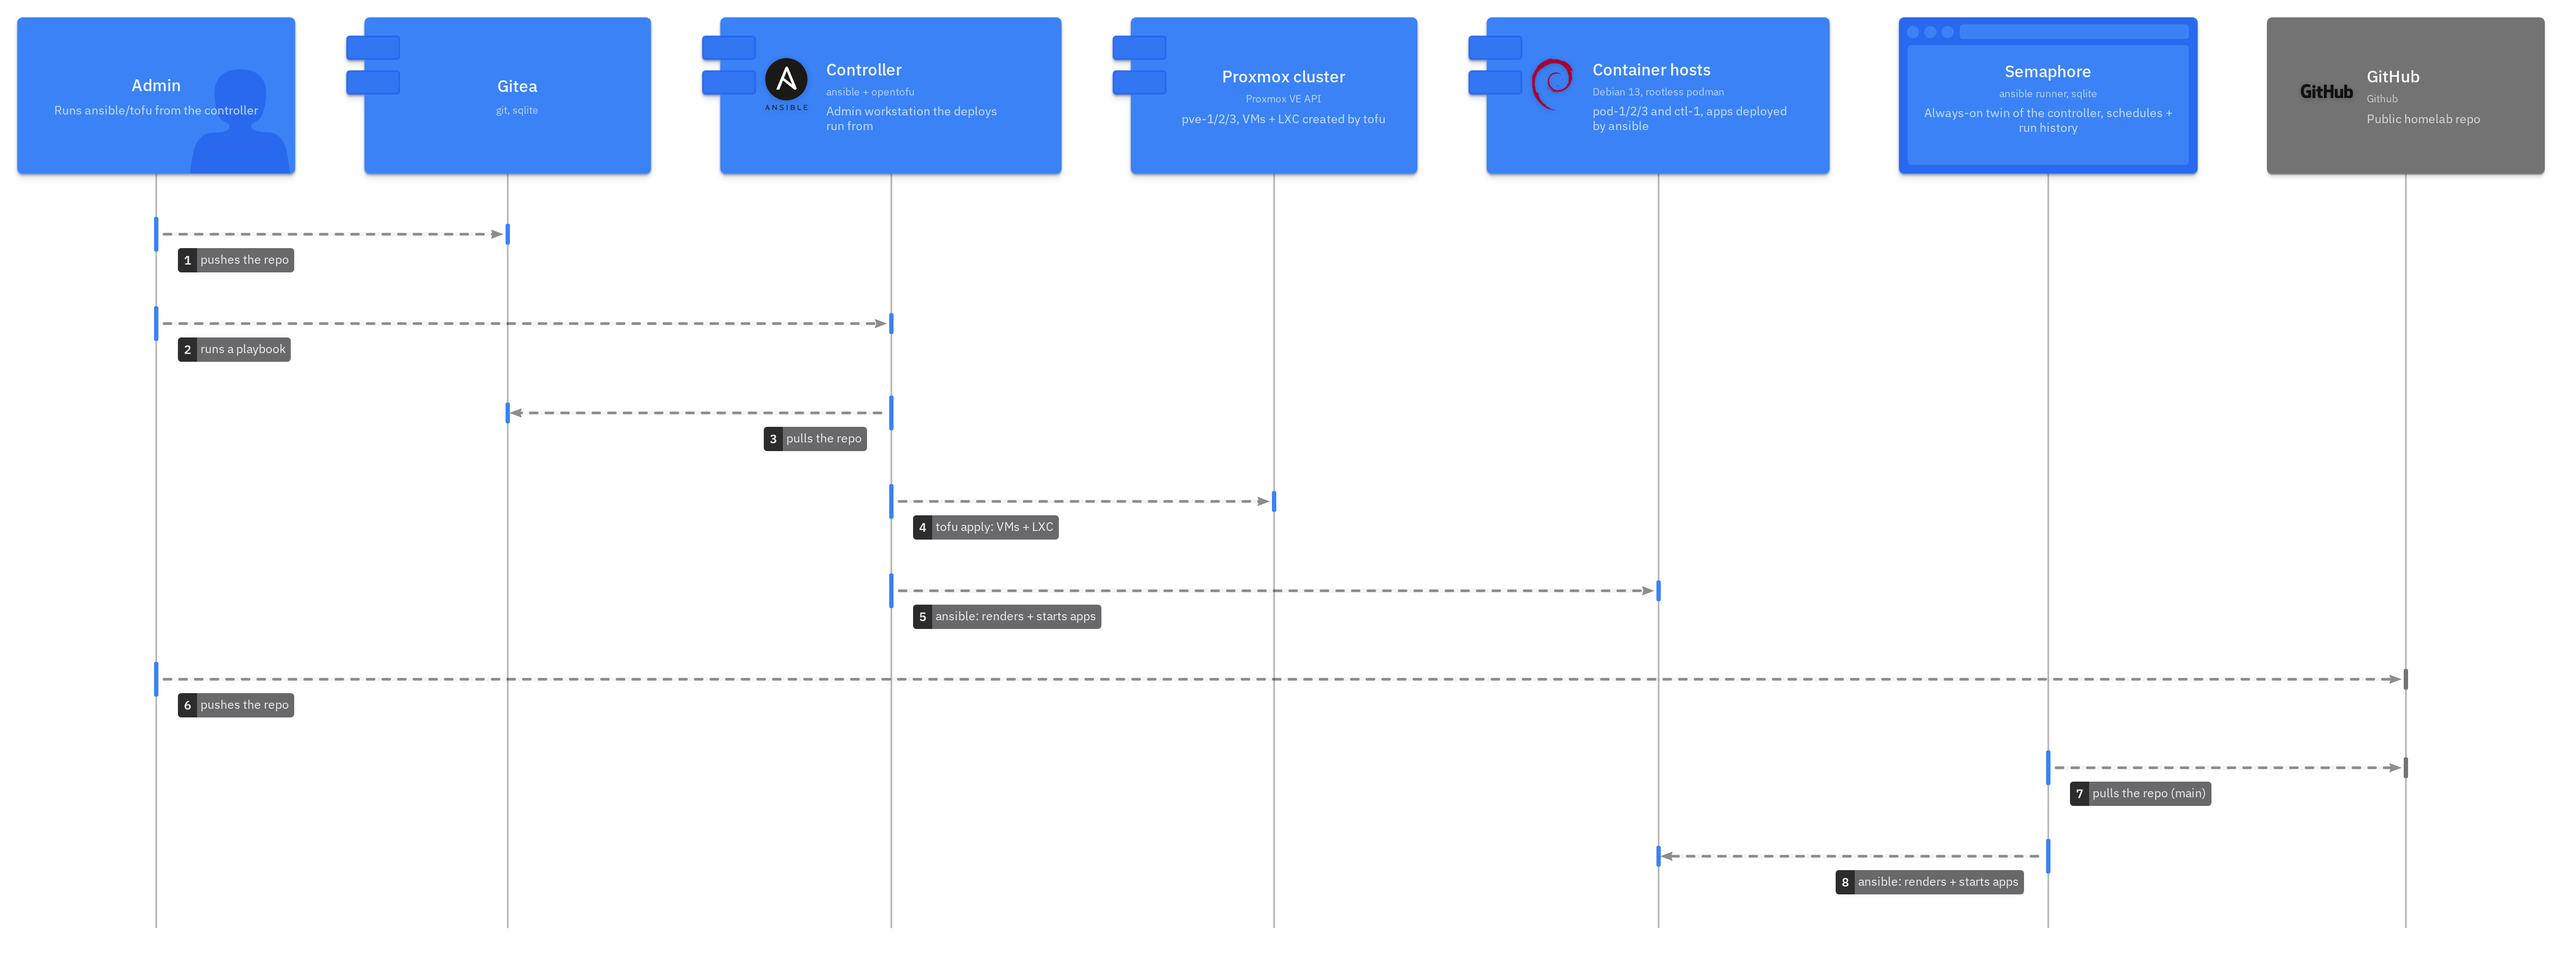 Admin
Runs ansible/tofu from the controller
Gitea
git, sqlite
ANSIBLE
Controller
ansible + opentofu
Admin workstation the deploys
run from
Proxmox cluster
Proxmox VE API
pve-1/2/3, VMs + LXC created by tofu
Container hosts
Debian 13, rootless podman
pod-1/2/3 and ctl-1, apps deployed
by ansible
Semaphore
ansible runner, sqlite
Always-on twin of the controller, schedules +
run history
GitHub
GitHub
Github
Public homelab repo
1 pushes the repo
2 runs a playbook
3 pulls the repo
4 tofu apply: VMs + LXC
5 ansible: renders + starts apps
6 pushes the repo
7 pulls the repo (main)
8 ansible: renders + starts apps